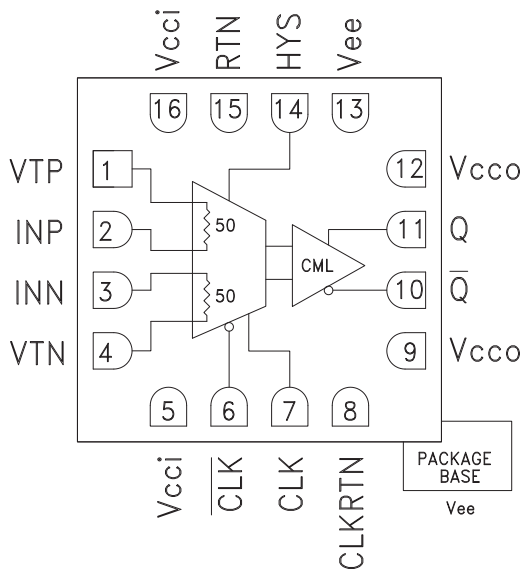 Vcci
RTN
HYS
Vee
16
15
14
13
VTP
1
12
Vcco
INP
2
50
11
Q
CML
INN
3
50
10
Q̅
VTN
4
9
Vcco
5
6
7
8
Vcci
C̅L̅K̅
CLK
CLKRTN
PACKAGE
BASE
Vee